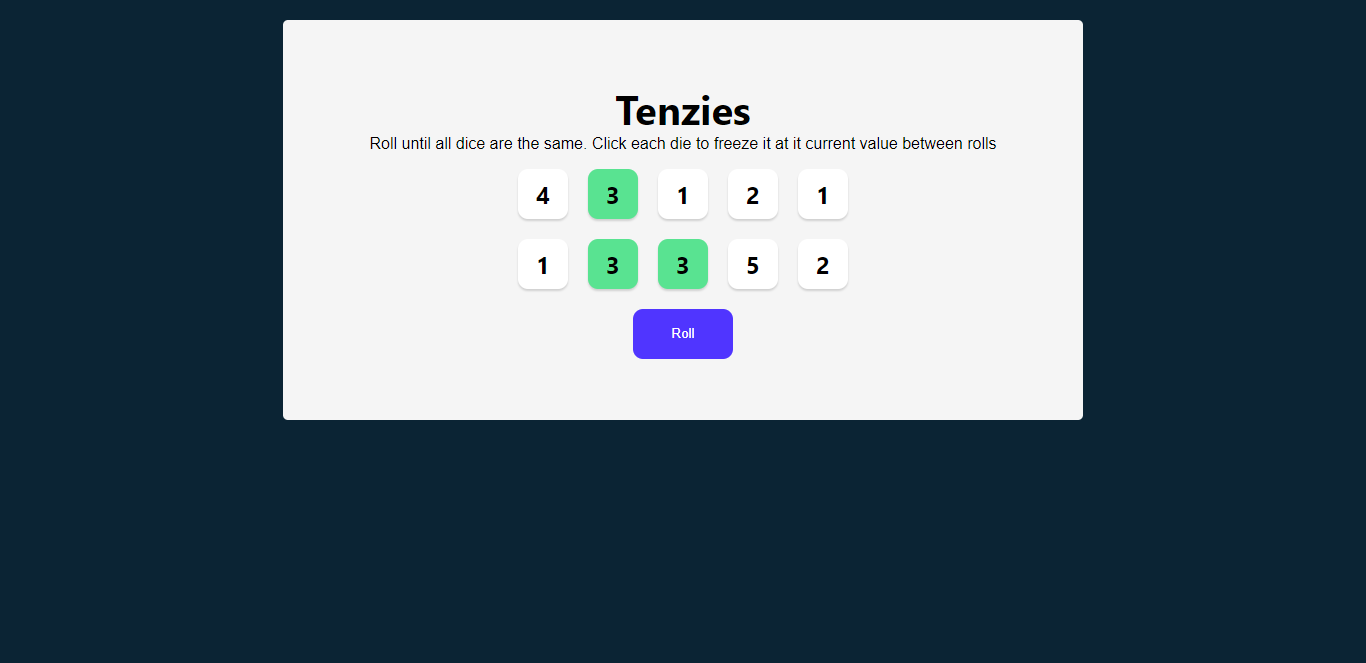 Tenzies
Roll until all dice are the same. Click each die to freeze it at it current value between rolls
4 3 1 2 1
1 3 3 5 2
Roll